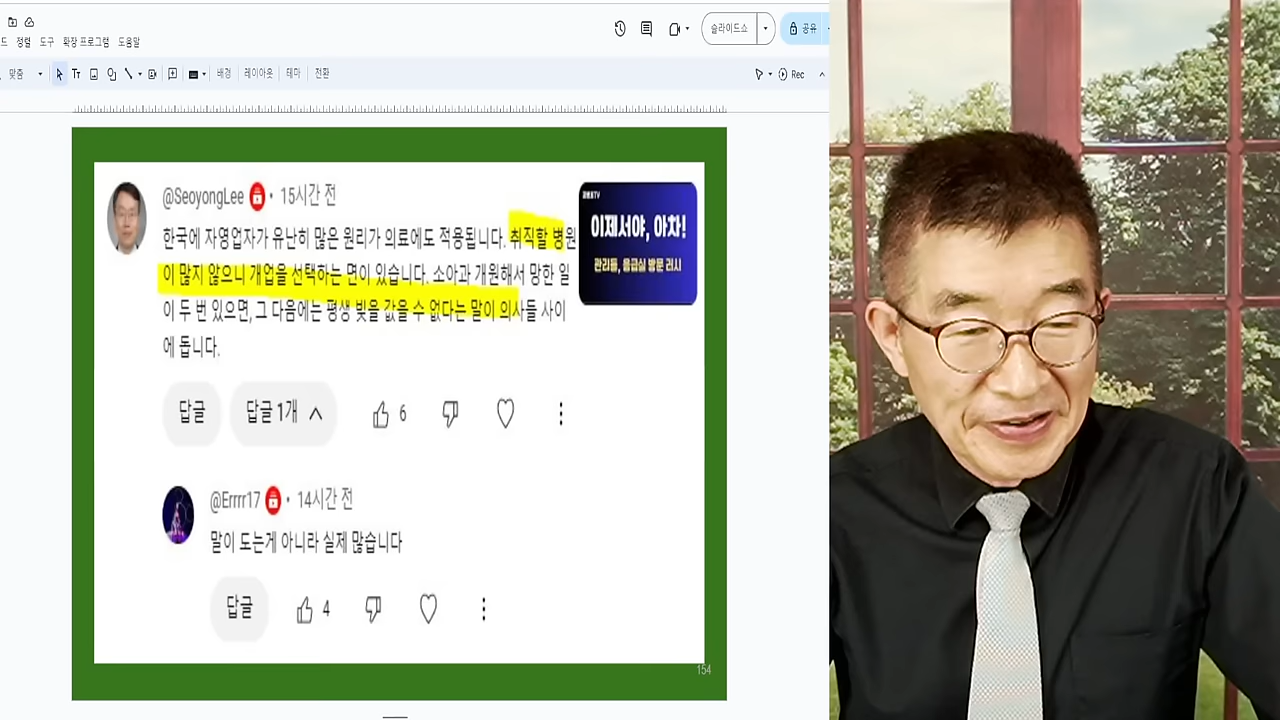 정렬 도구 확장 프로그램 도움말
슬라이드쇼
공유
맞춤
Tr
배경 레이아웃 테마 전환
Rec
@SeoyongLee · 15시간 전
한국에 자영업자가 유난히 많은 원리가 의료에도 적용됩니다. 취직할 병원
이 많지 않으니 개업을 선택하는 면이 있습니다. 소아과 개원해서 망한 일
이 두 번 있으면, 그 다음에는 평생 빚을 값을 수 없다는 말이 의사들 사이
에 돕니다.
이제서야, 아차!
관리들, 응급실 방문 러시
답글
답글 1개
6
@Errrr17 · 14시간 전
말이 도는게 아니라 실제 많습니다
답글
4
154